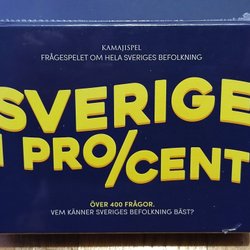 KAMAJISPEL
FRÅGESPELET OM HELA SVERIGES BEFOLKNING
SVERIGE
I PRO/CENT
ÖVER 400 FRÅGOR.
VEM KÄNNER SVERIGES BEFOLKNING BÄST?